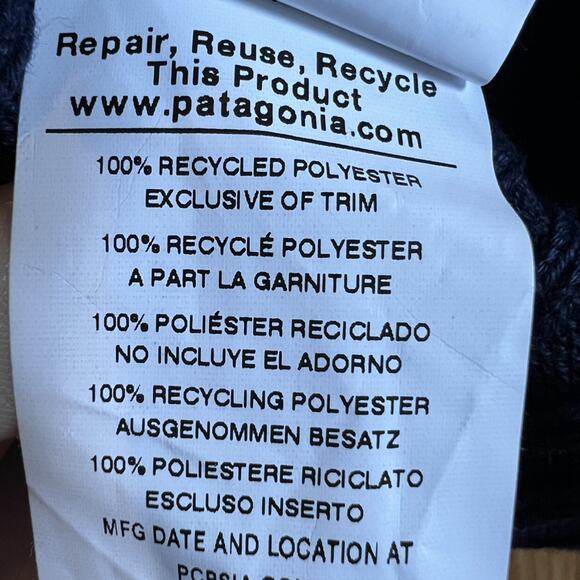 Repair, Reuse, Recycle
This Product
www.patagonia.com
100% RECYCLED POLYESTER
EXCLUSIVE OF TRIM
100% RECYCLÉ POLYESTER
A PART LA GARNITURE
100% POLIÉSTER RECICLADO
NO INCLUYE EL ADORNO
100% RECYCLING POLYESTER
AUSGENOMMEN BESATZ
100% POLIESTERE RICICLATO
ESCLUSO INSERTO
MFG DATE AND LOCATION AT